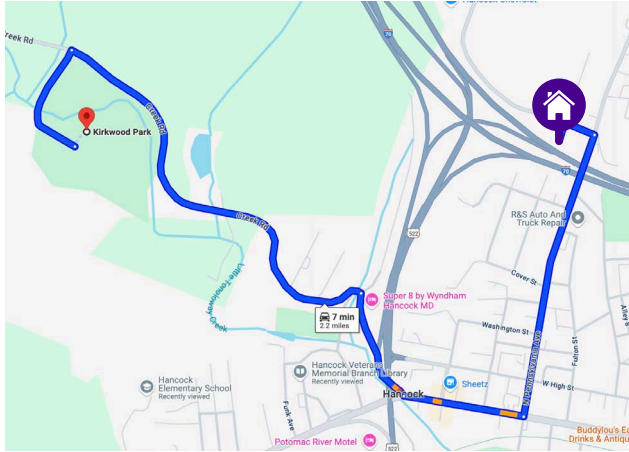 Hancock Chevrolet
70
Creek Rd
Creek Rd
Kirkwood Park
70
R&S Auto And
Truck Repair
522
Creek Rd
Cover St
Little Tonoloway Creek
Super 8 by Wyndham
Hancock MD
7 min
2.2 miles
Washington St
N Pennsylvania Ave
Fulton St
Alley 8
Hancock Veterans
Memorial Branch Library
Recently viewed
Hancock
Elementary School
Recently viewed
Sheetz
W High St
Hancock
Funk Ave
Potomac River Motel
522
Buddylou's Ea
Drinks & Antiqu